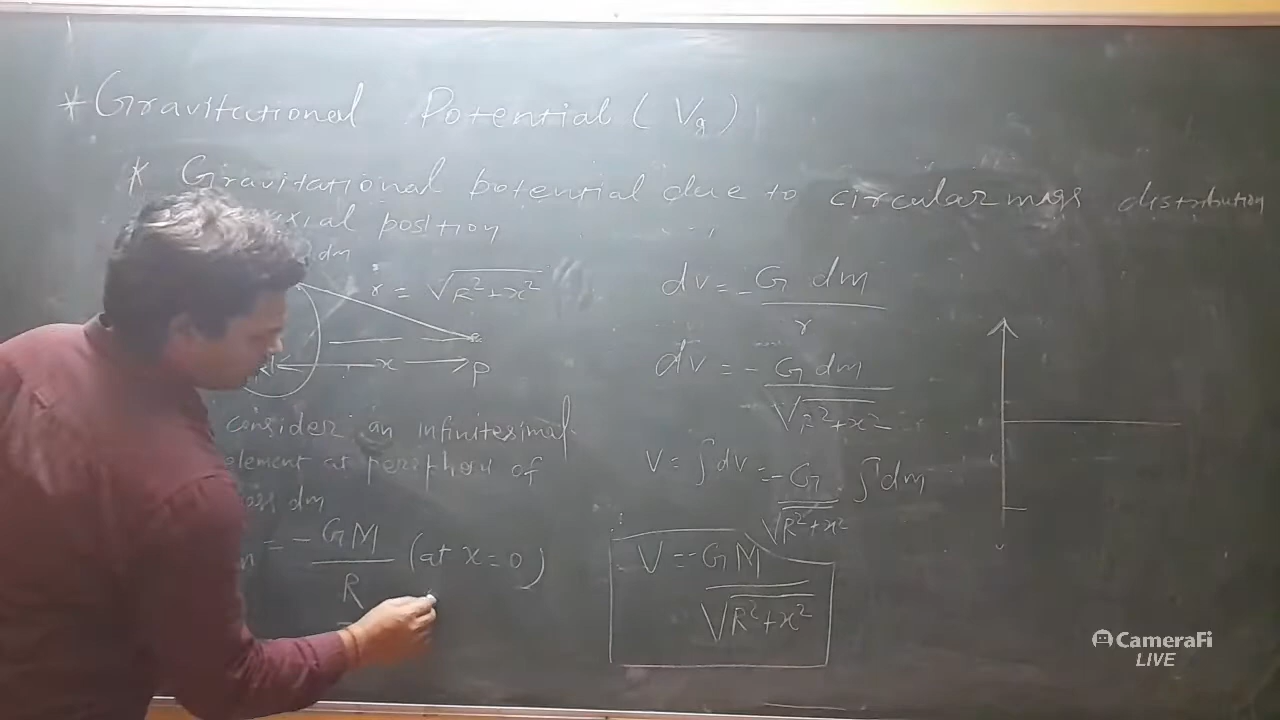 * Gravitational Potential (Vg)
* Gravitational potential due to circular mass distribution
axial position
dm
r = √R²+x²
x
p
consider an infinitesimal
element at periphery of
dm
= -GM/R (at x=0)
dv = -G dm/r
dv = -G dm/√R²+x²
V = ∫dv = -G/√R²+x² ∫dm
V = -GM/√R²+x²
CameraFi
LIVE